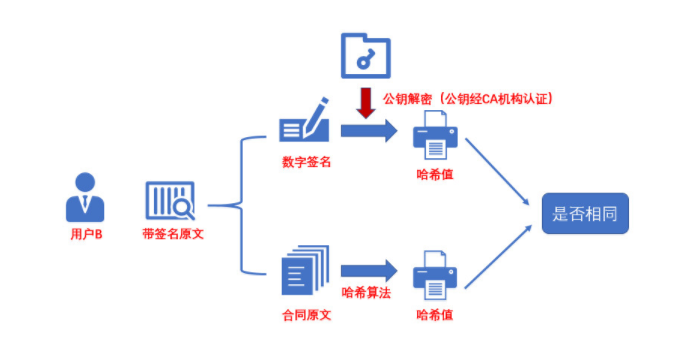 公钥解密（公钥经CA机构认证）
数字签名
哈希值
用户B
带签名原文
是否相同
哈希算法
合同原文
哈希值